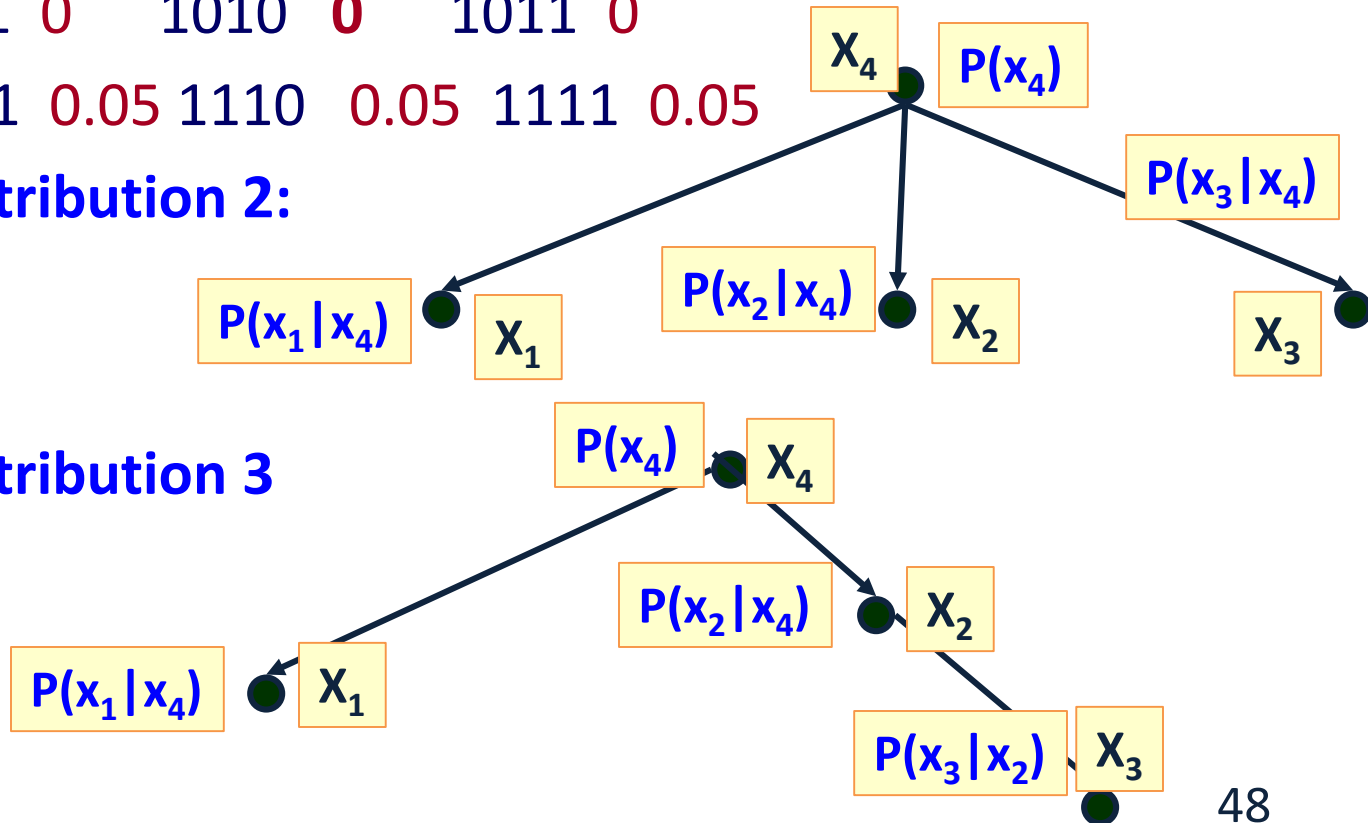 0 1010 0 1011 0
1 0.05 1110 0.05 1111 0.05
X₄ P(x₄)
P(x₃|x₄)
tribution 2:
P(x₁|x₄) X₁ P(x₂|x₄) X₂ X₃
P(x₄) X₄
tribution 3
P(x₂|x₄) X₂
P(x₁|x₄) X₁
P(x₃|x₂) X₃
48